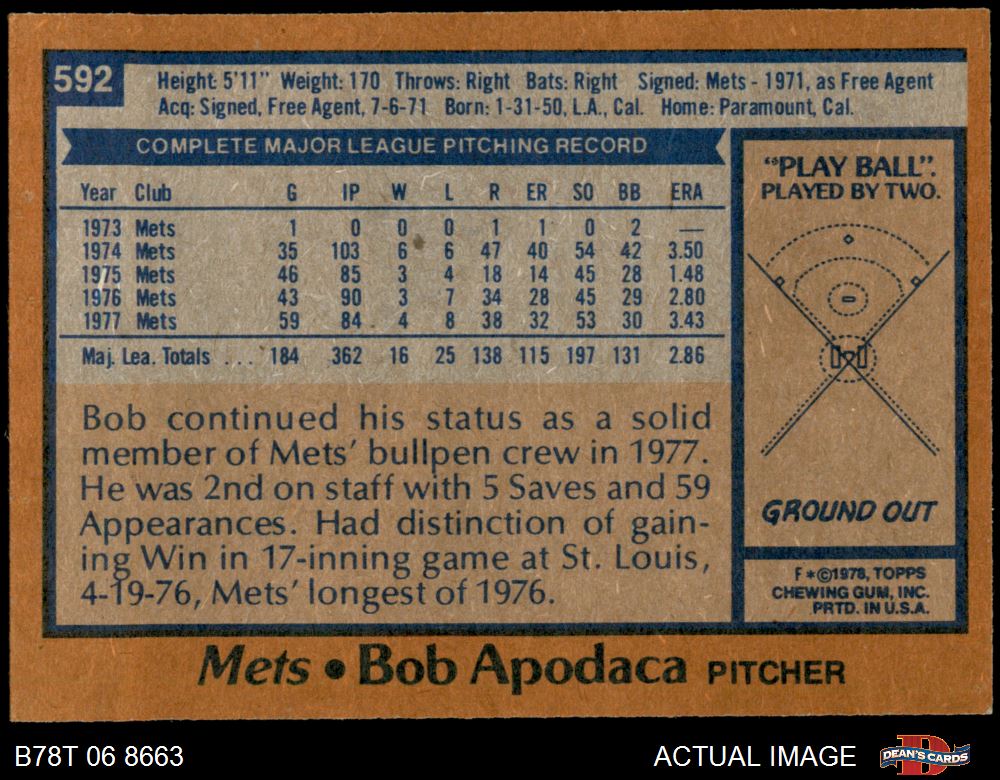 592
Height: 5'11" Weight: 170 Throws: Right Bats: Right Signed: Mets - 1971, as Free Agent
Acq: Signed, Free Agent, 7-6-71 Born: 1-31-50, L.A., Cal. Home: Paramount, Cal.
COMPLETE MAJOR LEAGUE PITCHING RECORD
Year Club G IP W L R ER SO BB ERA
1973 Mets 1 0 0 0 1 1 0 2 —
1974 Mets 35 103 6 6 47 40 54 42 3.50
1975 Mets 46 85 3 4 18 14 45 28 1.48
1976 Mets 43 90 3 7 34 28 45 29 2.80
1977 Mets 59 84 4 8 38 32 53 30 3.43
Maj. Lea. Totals ... 184 362 16 25 138 115 197 131 2.86
Bob continued his status as a solid
member of Mets' bullpen crew in 1977.
He was 2nd on staff with 5 Saves and 59
Appearances. Had distinction of gain-
ing Win in 17-inning game at St. Louis,
4-19-76, Mets' longest of 1976.
"PLAY BALL".
PLAYED BY TWO.
GROUND OUT
F*©1978, TOPPS
CHEWING GUM, INC.
PRTD. IN U.S.A.
Mets • Bob Apodaca PITCHER
B78T 06 8663
ACTUAL IMAGE
DEAN'S CARDS